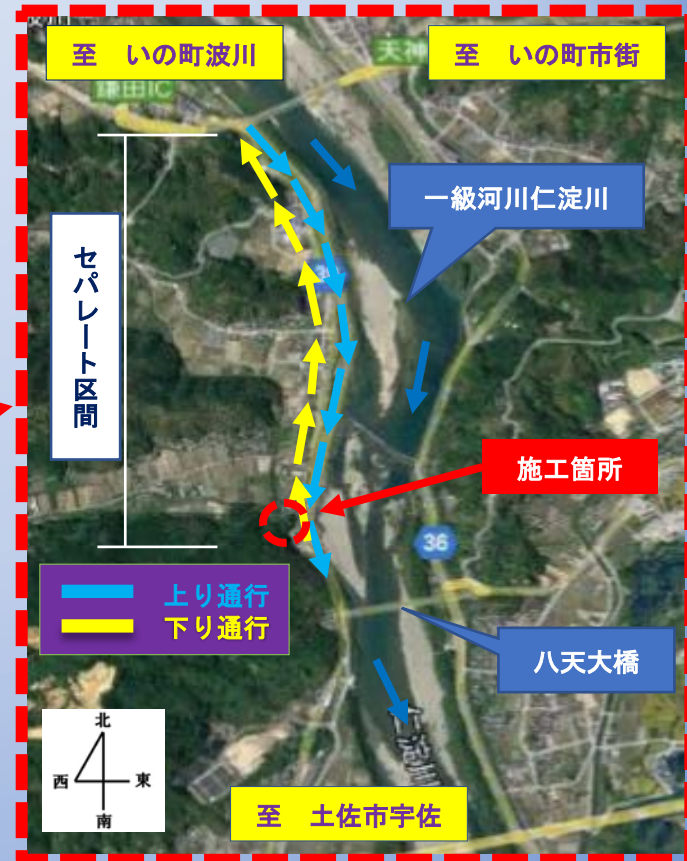 至 いの町波川
天神
至 いの町市街
鎌田IC
一級河川仁淀川
セパレート区間
施工箇所
36
上り通行
下り通行
八天大橋
仁淀川
北
西 東
南
至 土佐市宇佐